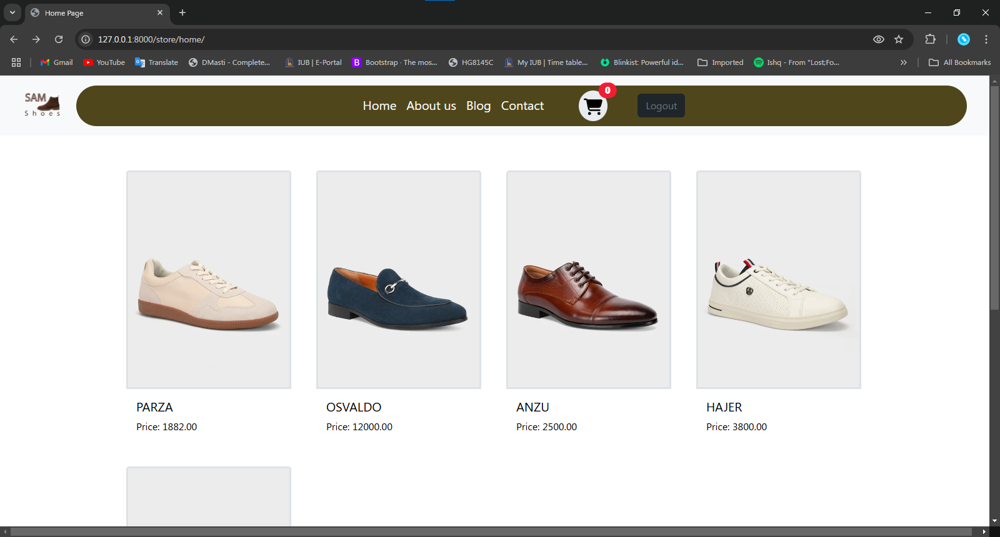 Home Page
127.0.0.1:8000/store/home/
Gmail
YouTube
Translate
DMasti - Complete...
IUB | E-Portal
Bootstrap · The mos...
HG8145C
My IUB | Time table...
Blinkist: Powerful id...
Imported
Ishq - From "Lost;Fo...
All Bookmarks
SAM
Shoes
Home About us Blog Contact
0
Logout
PARZA
Price: 1882.00
OSVALDO
Price: 12000.00
ANZU
Price: 2500.00
HAJER
Price: 3800.00